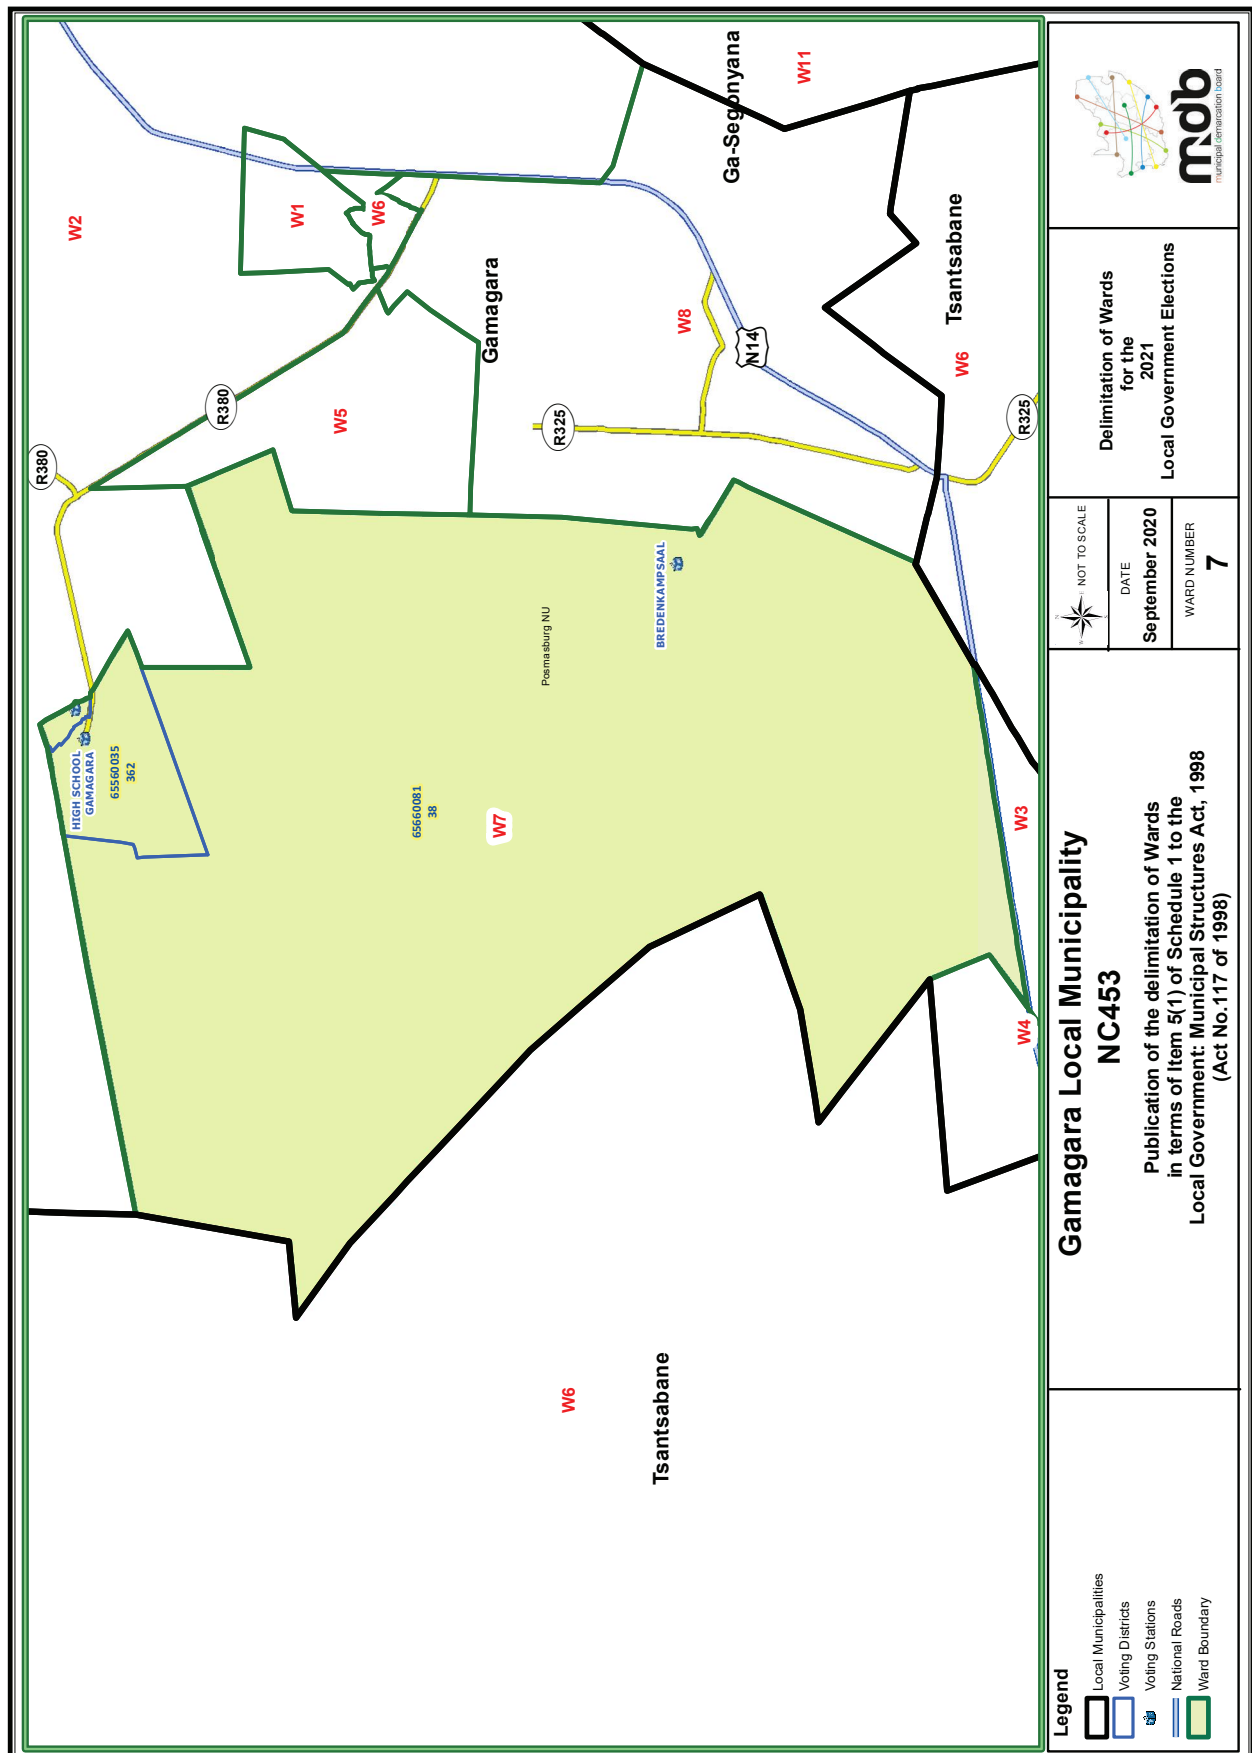 W2
W1
W6
R380
R380
W5
Gamagara
W8
N14
R325
R325
W11
Ga-Segonyana
Tsantsabane
W6
HIGH SCHOOL
GAMAGARA
65560035
362
65660081
38
W7
Posmasburg NU
BREDENKAMPSAAL
W3
W4
W6
Tsantsabane
Legend
Local Municipalities
Voting Districts
Voting Stations
National Roads
Ward Boundary
Gamagara Local Municipality
NC453
Publication of the delimitation of Wards
in terms of Item 5(1) of Schedule 1 to the
Local Government: Municipal Structures Act, 1998
(Act No.117 of 1998)
N
W
E
S
NOT TO SCALE
DATE
September 2020
WARD NUMBER
7
Delimitation of Wards
for the
2021
Local Government Elections
mdb
municipal demarcation board